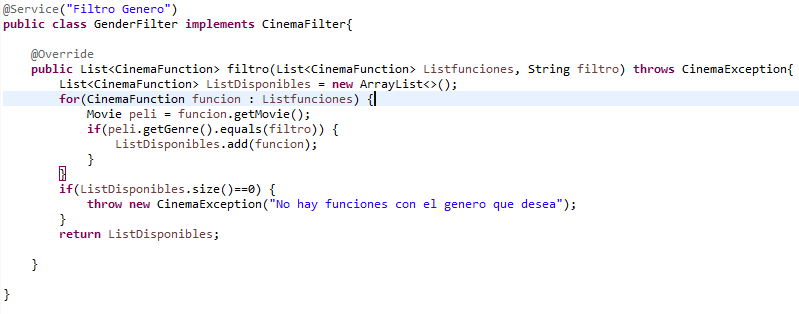 @Service("Filtro Genero")
public class GenderFilter implements CinemaFilter{
@Override
public List<CinemaFunction> filtro(List<CinemaFunction> Listfunciones, String filtro) throws CinemaException{
List<CinemaFunction> ListDisponibles = new ArrayList<>();
for(CinemaFunction funcion : Listfunciones) {
Movie peli = funcion.getMovie();
if(peli.getGenre().equals(filtro)) {
ListDisponibles.add(funcion);
}
}
if(ListDisponibles.size()==0) {
throw new CinemaException("No hay funciones con el genero que desea");
}
return ListDisponibles;
}
}